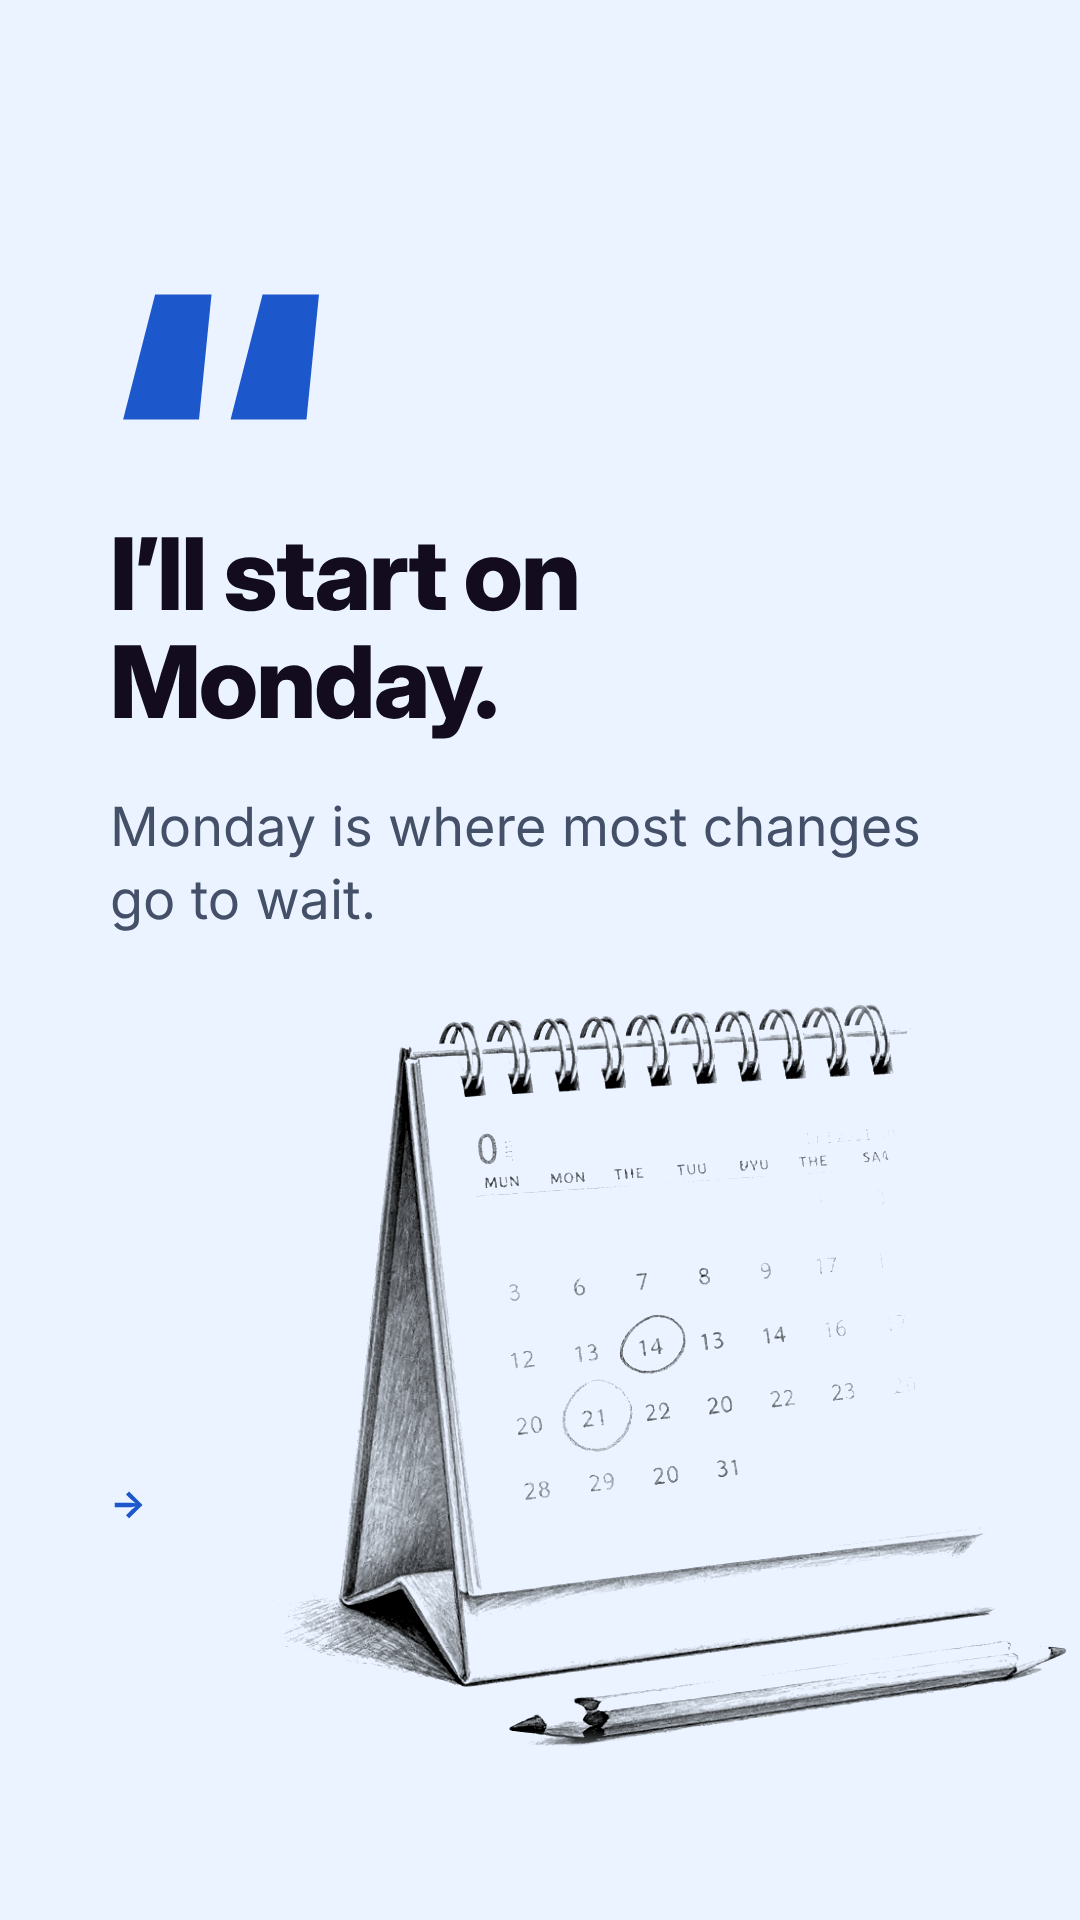 I’ll start on
Monday.
Monday is where most changes
go to wait.
0
MUN MON THE TUU THE
3 6 7 8 9 17
12 13 14 13 14 16
20 21 22 20 22 23
28 29 20 31